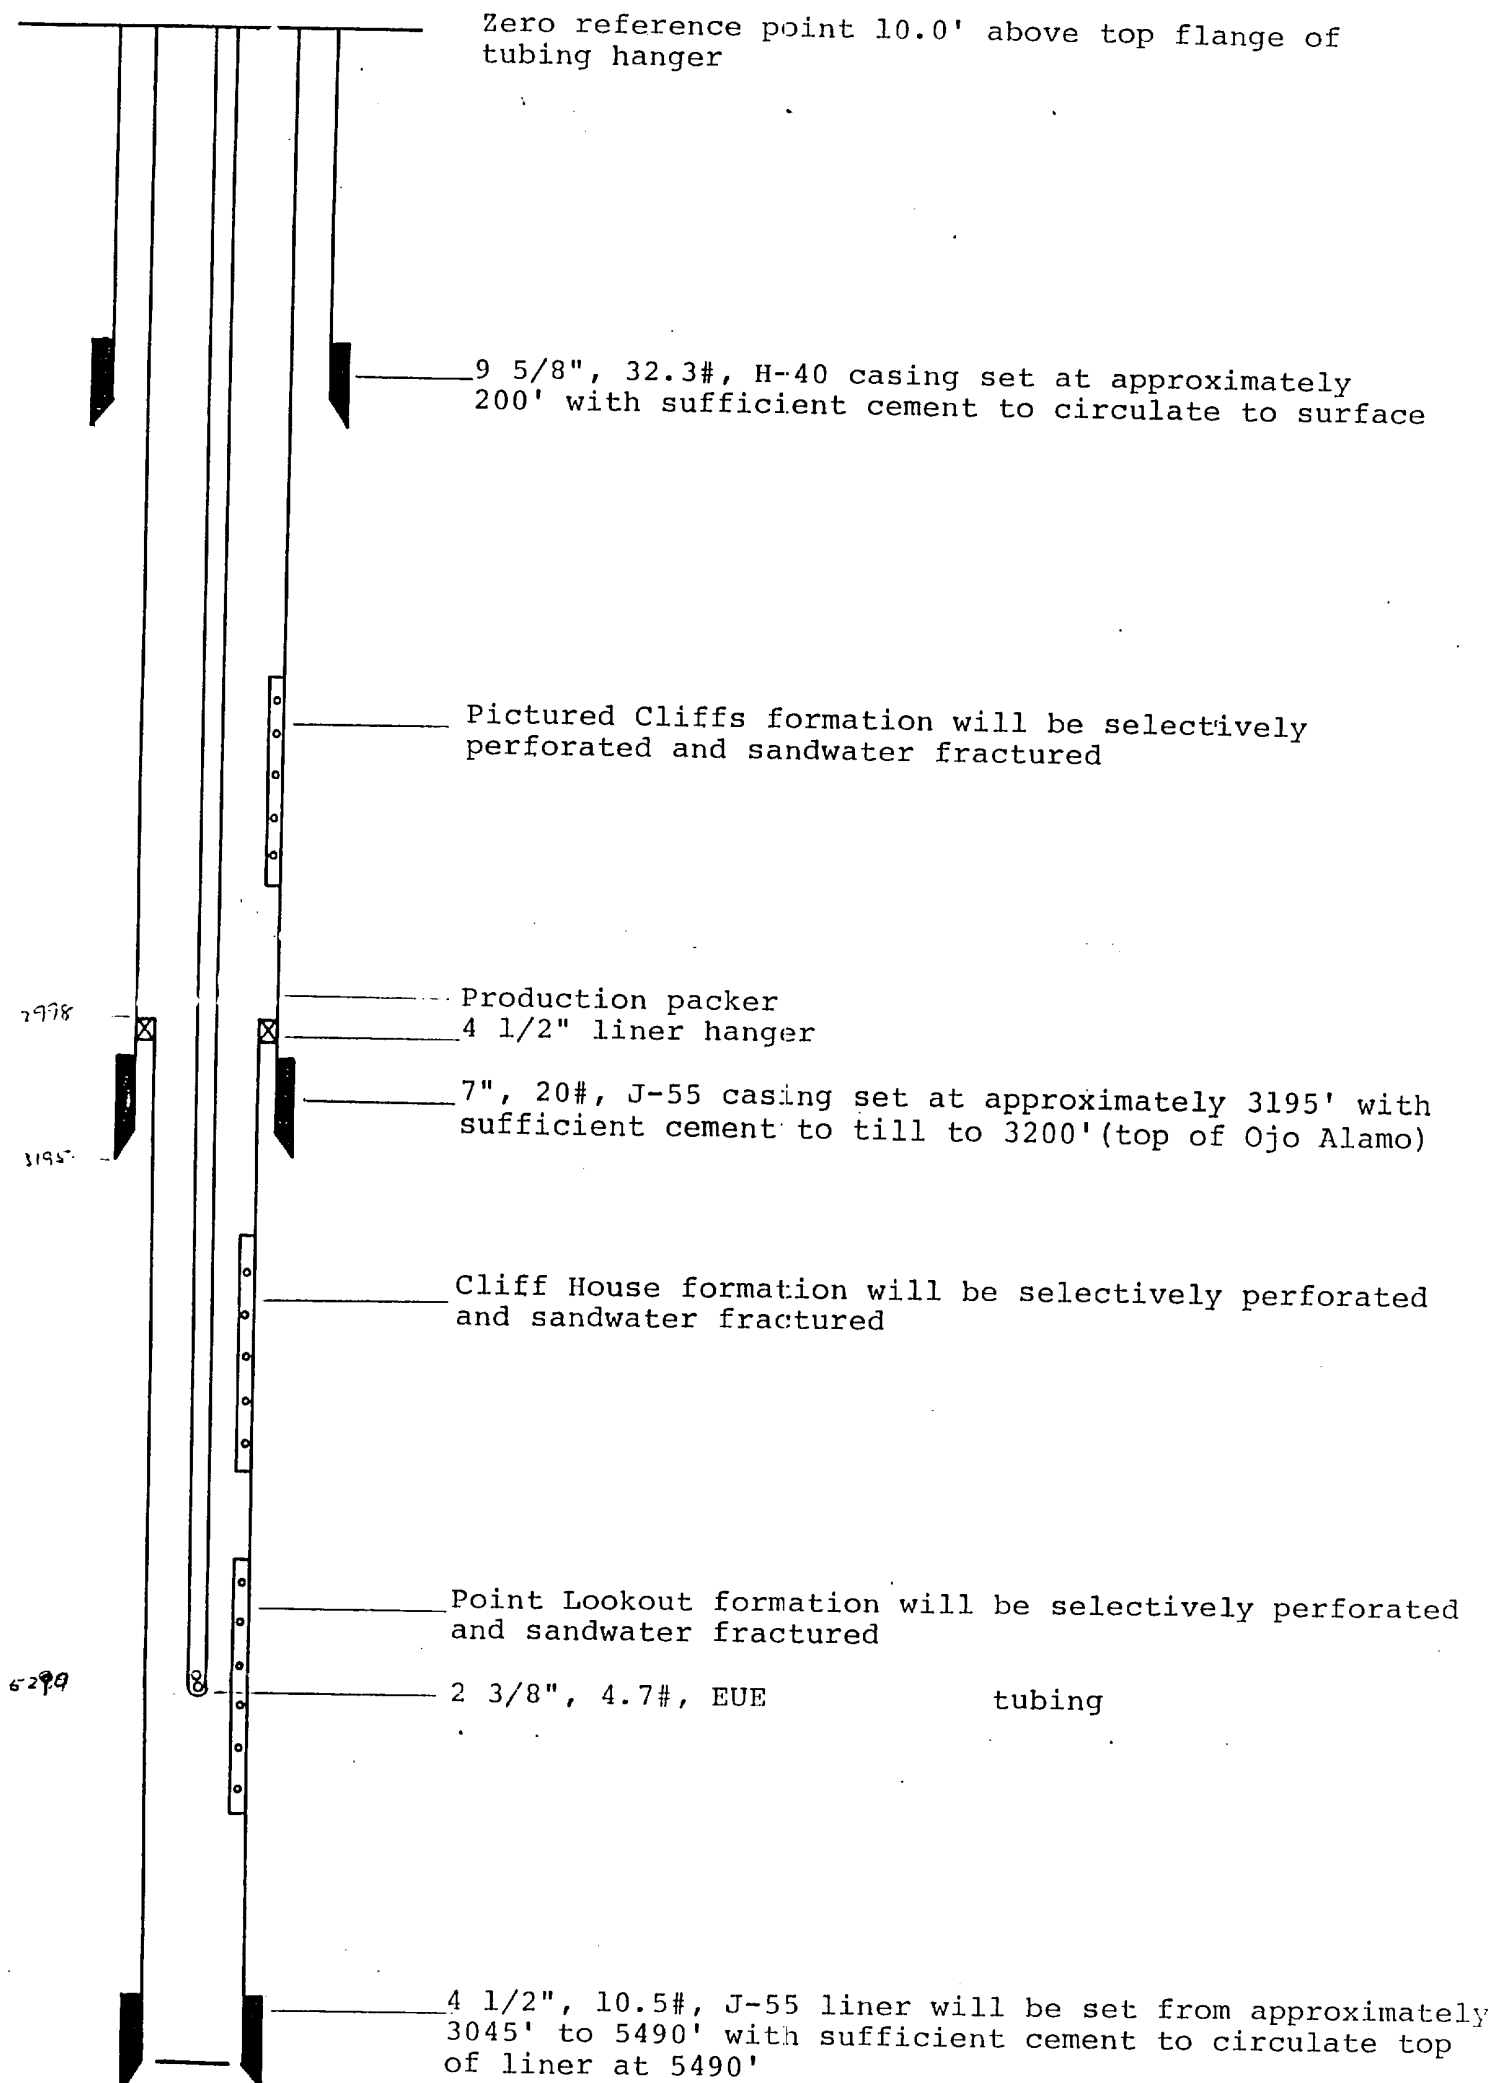 Zero reference point 10.0' above top flange of
tubing hanger
9 5/8", 32.3#, H-40 casing set at approximately
200' with sufficient cement to circulate to surface
Pictured Cliffs formation will be selectively
perforated and sandwater fractured
Production packer
2978
4 1/2" liner hanger
7", 20#, J-55 casing set at approximately 3195' with
sufficient cement to till to 3200'(top of Ojo Alamo)
3195
Cliff House formation will be selectively perforated
and sandwater fractured
Point Lookout formation will be selectively perforated
and sandwater fractured
2 3/8", 4.7#, EUE tubing
4 1/2", 10.5#, J-55 liner will be set from approximately
3045' to 5490' with sufficient cement to circulate top
of liner at 5490'